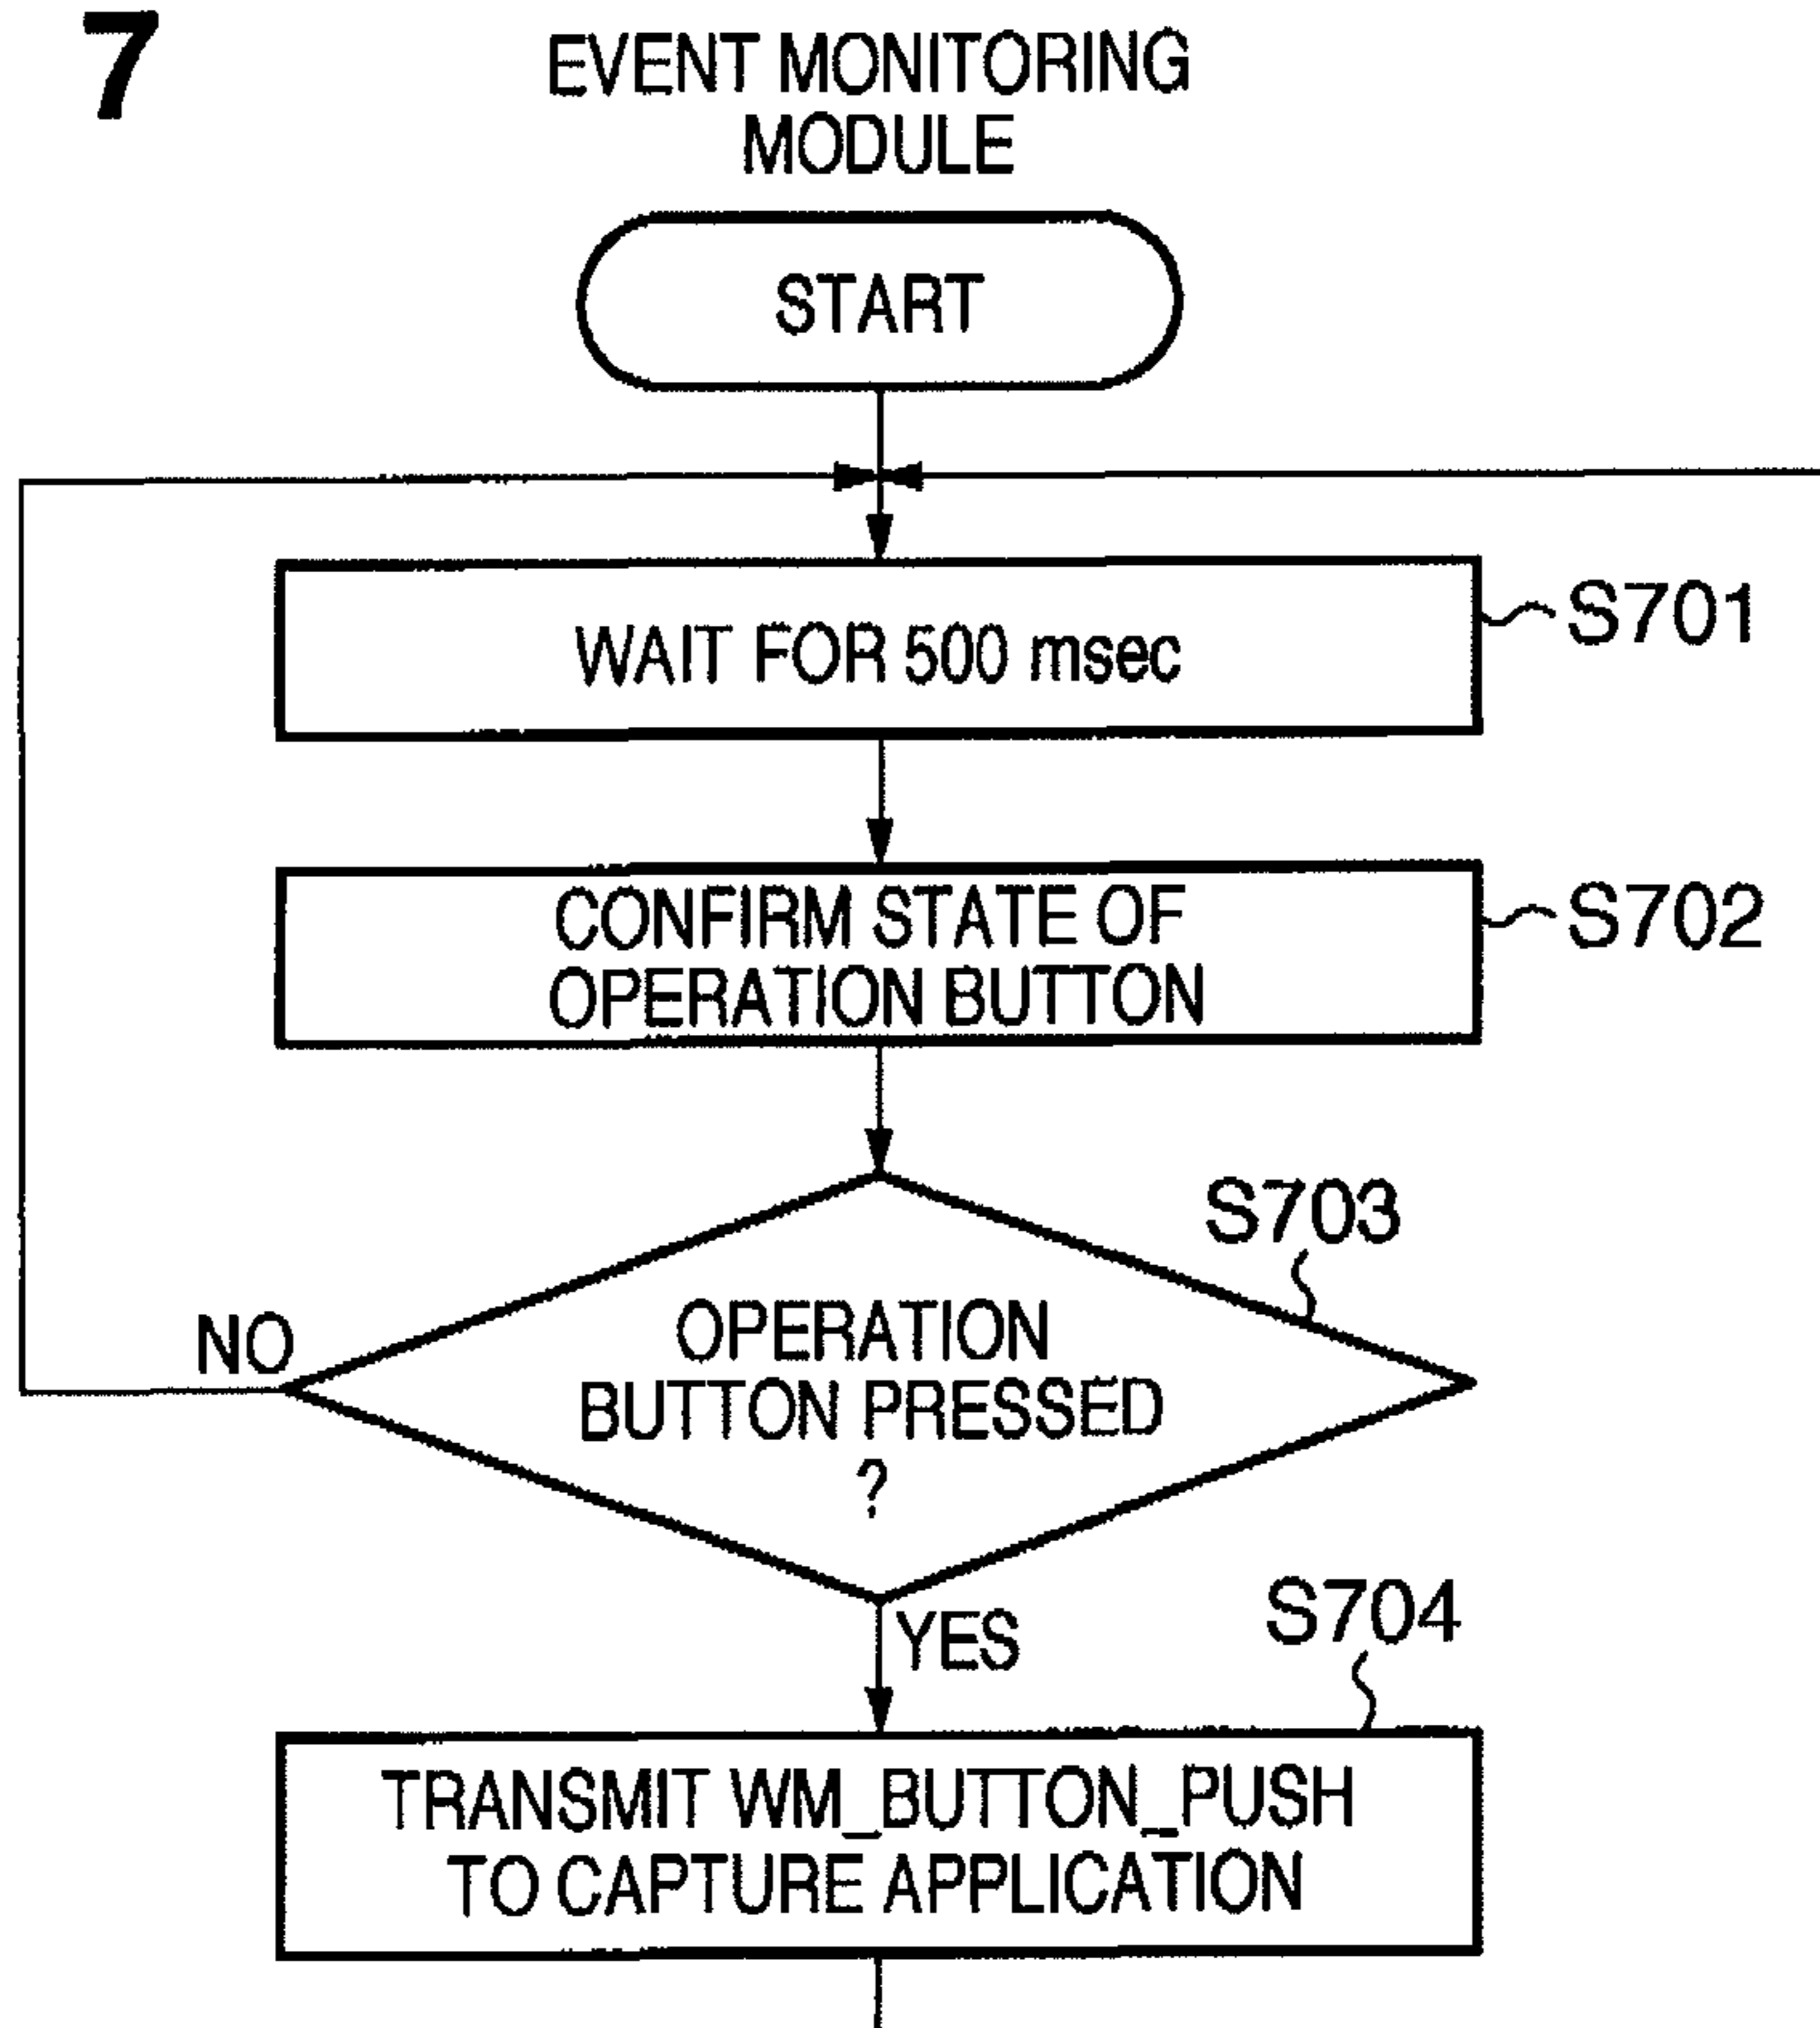 7
EVENT MONITORING
MODULE
START
WAIT FOR 500 msec
S701
CONFIRM STATE OF
OPERATION BUTTON
S702
S703
OPERATION
BUTTON PRESSED
?
NO
YES
S704
TRANSMIT WM_BUTTON_PUSH
TO CAPTURE APPLICATION